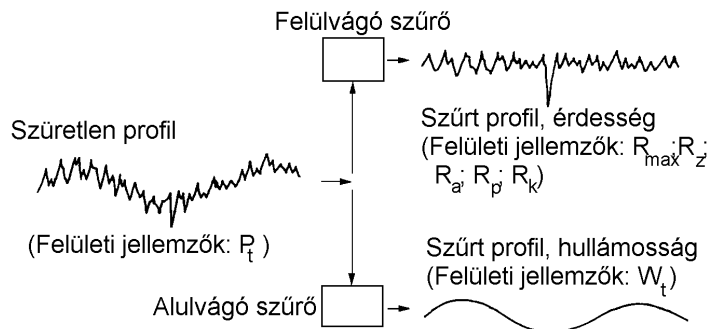 Felülvágó szűrő
Szűretlen profil
Szűrt profil, érdesség
(Felületi jellemzők: Rmax;Rz;
Ra; Rp; Rk)
(Felületi jellemzők: Pt )
Szűrt profil, hullámosság
(Felületi jellemzők: Wt)
Alulvágó szűrő